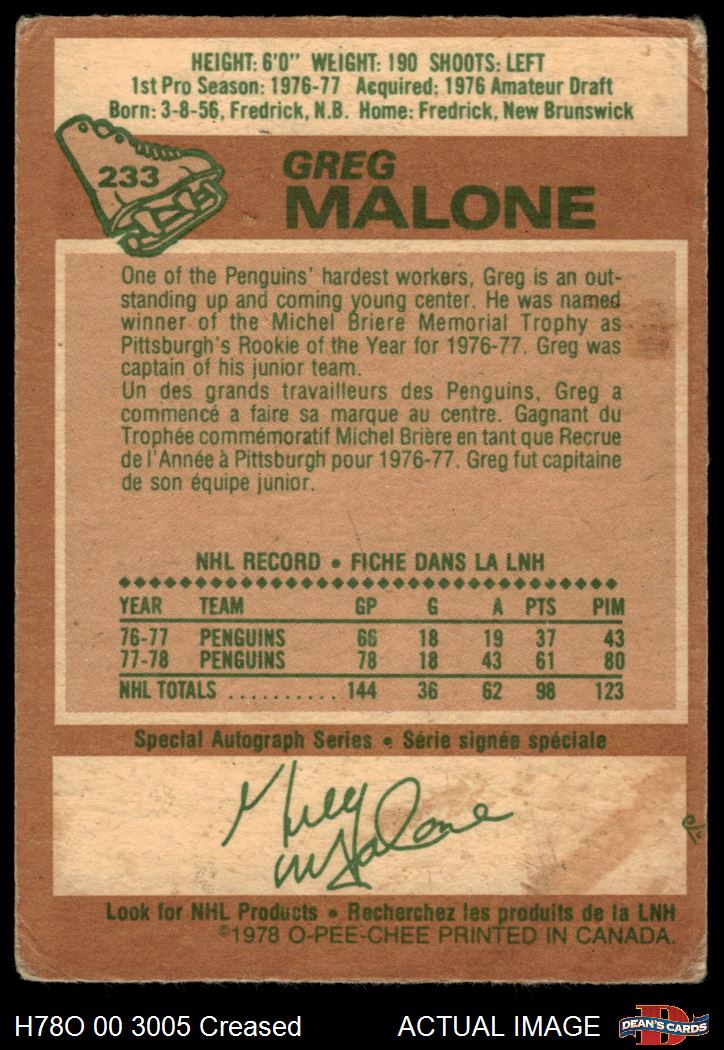 HEIGHT: 6'0" WEIGHT: 190 SHOOTS: LEFT
1st Pro Season: 1976-77 Acquired: 1976 Amateur Draft
Born: 3-8-56, Fredrick, N.B. Home: Fredrick, New Brunswick
233
GREG
MALONE
One of the Penguins' hardest workers, Greg is an out-
standing up and coming young center. He was named
winner of the Michel Briere Memorial Trophy as
Pittsburgh's Rookie of the Year for 1976-77. Greg was
captain of his junior team.
Un des grands travailleurs des Penguins, Greg a
commencé a faire sa marque au centre. Gagnant du
Trophée commémoratif Michel Brière en tant que Recrue
de l'Année à Pittsburgh pour 1976-77. Greg fut capitaine
de son équipe junior.
NHL RECORD • FICHE DANS LA LNH
YEAR TEAM GP G A PTS PIM
76-77 PENGUINS 66 18 19 37 43
77-78 PENGUINS 78 18 43 61 80
NHL TOTALS .......... 144 36 62 98 123
Special Autograph Series • Série signée spéciale
Greg
Malone
Look for NHL Products • Recherchez les produits de la LNH
©1978 O-PEE-CHEE PRINTED IN CANADA.
H78O 00 3005 Creased ACTUAL IMAGE
D
DEAN'S CARDS